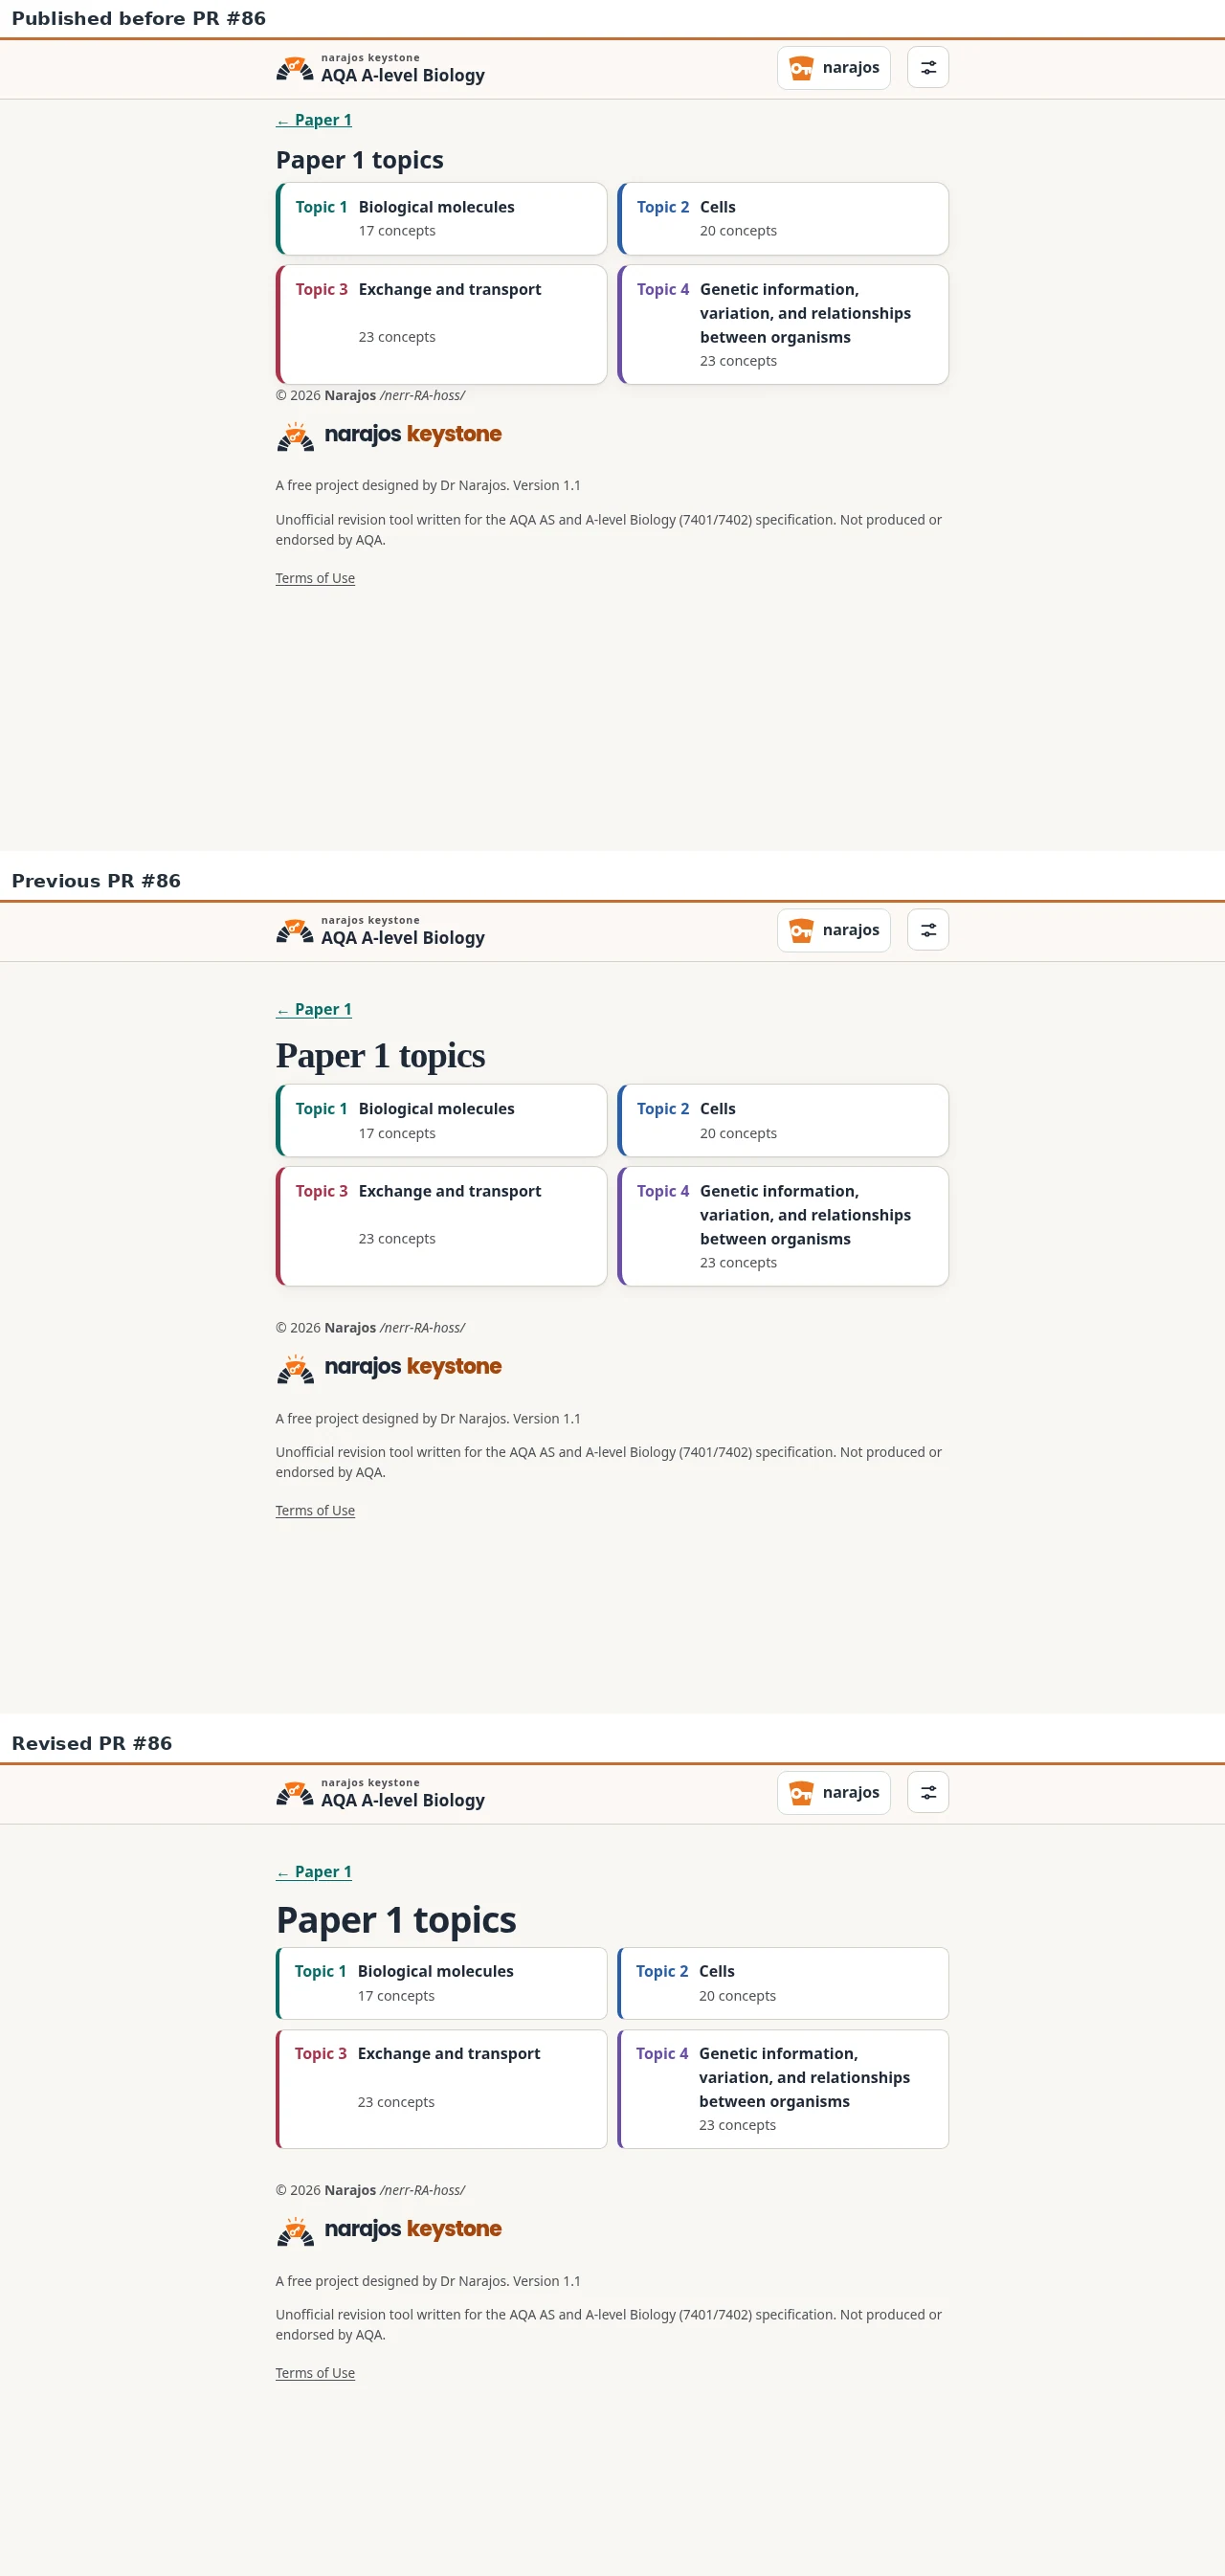 Published before PR #86
narajos keystone
AQA A-level Biology
narajos
← Paper 1
Paper 1 topics
Topic 1 Biological molecules
17 concepts
Topic 2 Cells
20 concepts
Topic 3 Exchange and transport
23 concepts
Topic 4 Genetic information,
variation, and relationships
between organisms
23 concepts
© 2026 Narajos /nerr-RA-hoss/
narajos keystone
A free project designed by Dr Narajos. Version 1.1
Unofficial revision tool written for the AQA AS and A-level Biology (7401/7402) specification. Not produced or
endorsed by AQA.
Terms of Use
Previous PR #86
narajos keystone
AQA A-level Biology
narajos
← Paper 1
Paper 1 topics
Topic 1 Biological molecules
17 concepts
Topic 2 Cells
20 concepts
Topic 3 Exchange and transport
23 concepts
Topic 4 Genetic information,
variation, and relationships
between organisms
23 concepts
© 2026 Narajos /nerr-RA-hoss/
narajos keystone
A free project designed by Dr Narajos. Version 1.1
Unofficial revision tool written for the AQA AS and A-level Biology (7401/7402) specification. Not produced or
endorsed by AQA.
Terms of Use
Revised PR #86
narajos keystone
AQA A-level Biology
narajos
← Paper 1
Paper 1 topics
Topic 1 Biological molecules
17 concepts
Topic 2 Cells
20 concepts
Topic 3 Exchange and transport
23 concepts
Topic 4 Genetic information,
variation, and relationships
between organisms
23 concepts
© 2026 Narajos /nerr-RA-hoss/
narajos keystone
A free project designed by Dr Narajos. Version 1.1
Unofficial revision tool written for the AQA AS and A-level Biology (7401/7402) specification. Not produced or
endorsed by AQA.
Terms of Use